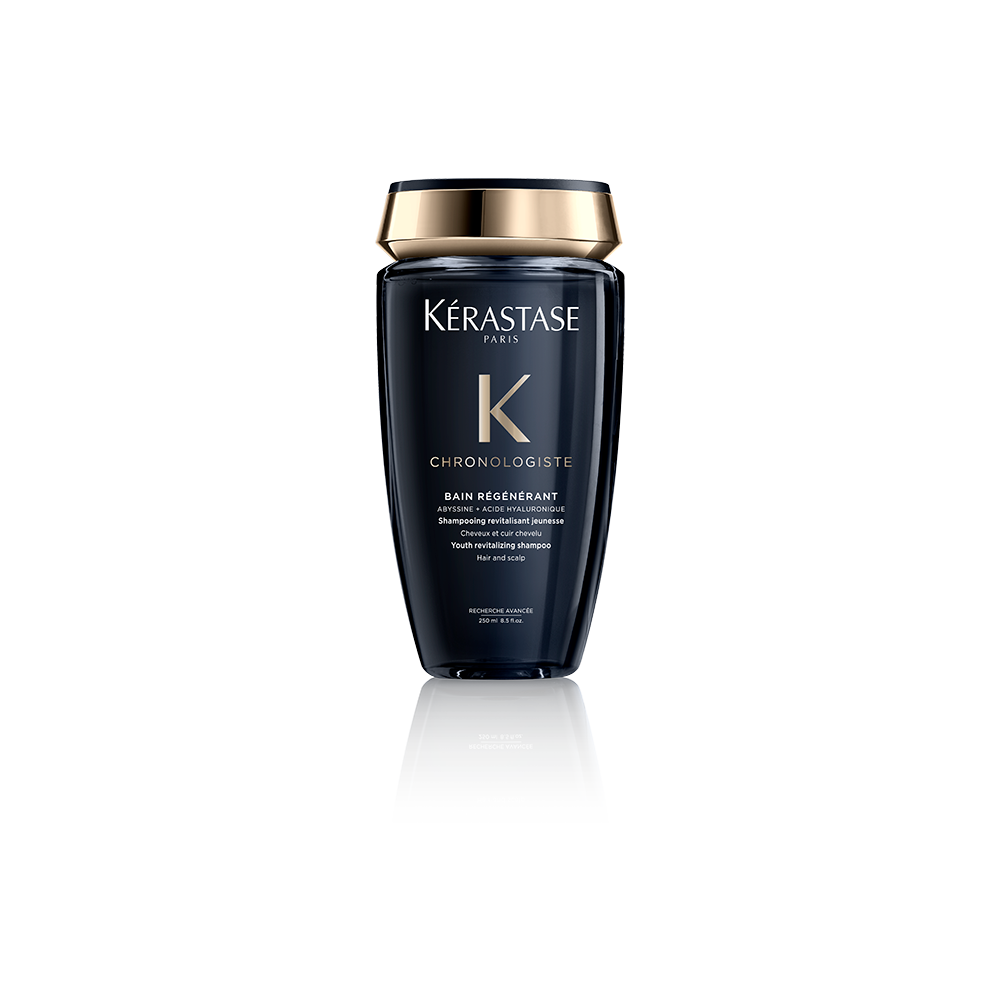 KÉRASTASE
PARIS
K
CHRONOLOGISTE
BAIN RÉGÉNÉRANT
ABYSSINE + ACIDE HYALURONIQUE
Shampooing revitalisant jeunesse
Cheveux et cuir chevelu
Youth revitalizing shampoo
Hair and scalp
RECHERCHE AVANCÉE
250 ml 8.5 fl.oz.